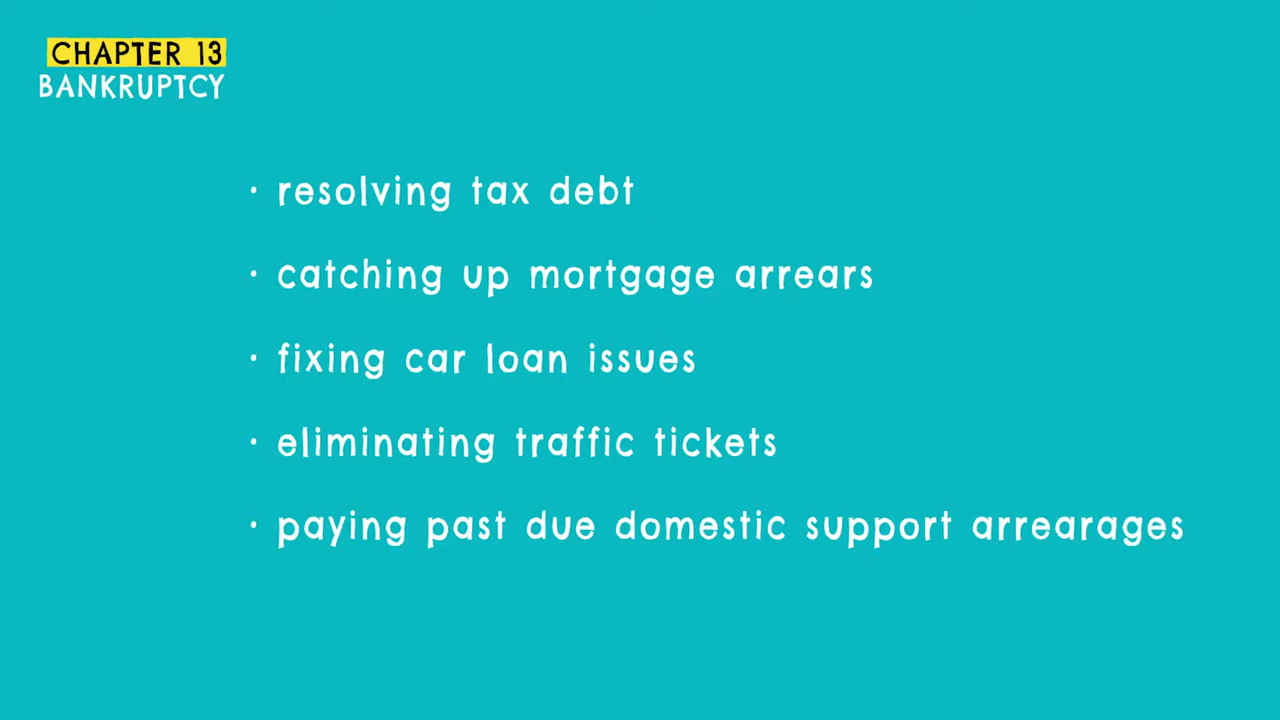 CHAPTER 13
BANKRUPTCY
· resolving tax debt
· catching up mortgage arrears
· fixing car loan issues
· eliminating traffic tickets
· paying past due domestic support arrearages